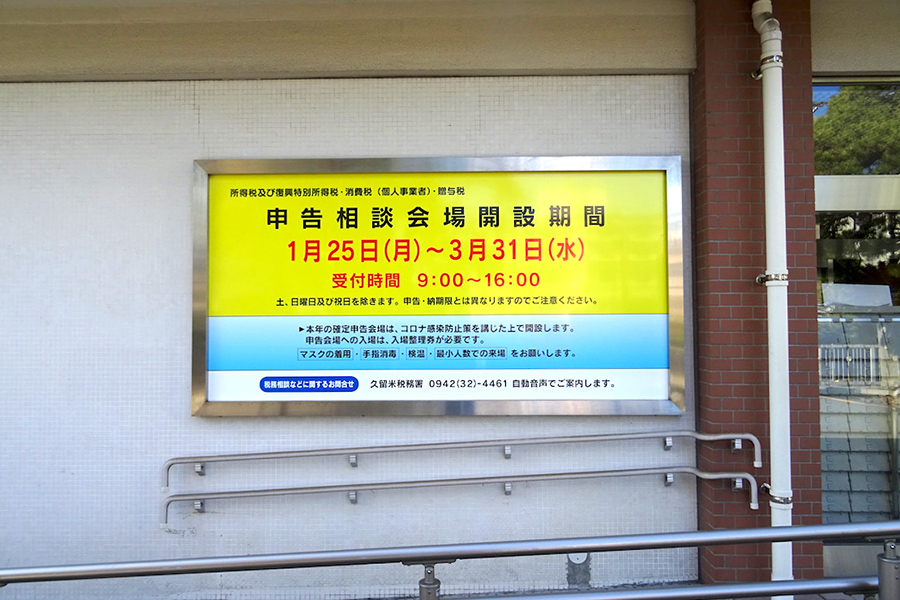 所得税及び復興特別所得税・消費税（個人事業者）・贈与税
申告相談会場開設期間
1月25日(月)～3月31日(水)
受付時間 9:00～16:00
土、日曜日及び祝日を除きます。申告・納期限とは異なりますのでご注意ください。
▶本年の確定申告会場は、コロナ感染防止策を講じた上で開設します。
申告会場への入場は、入場整理券が必要です。
マスクの着用・手指消毒・検温・最小人数での来場 をお願いします。
税務相談などに関するお問合せ 久留米税務署 0942(32)-4461 自動音声でご案内します。